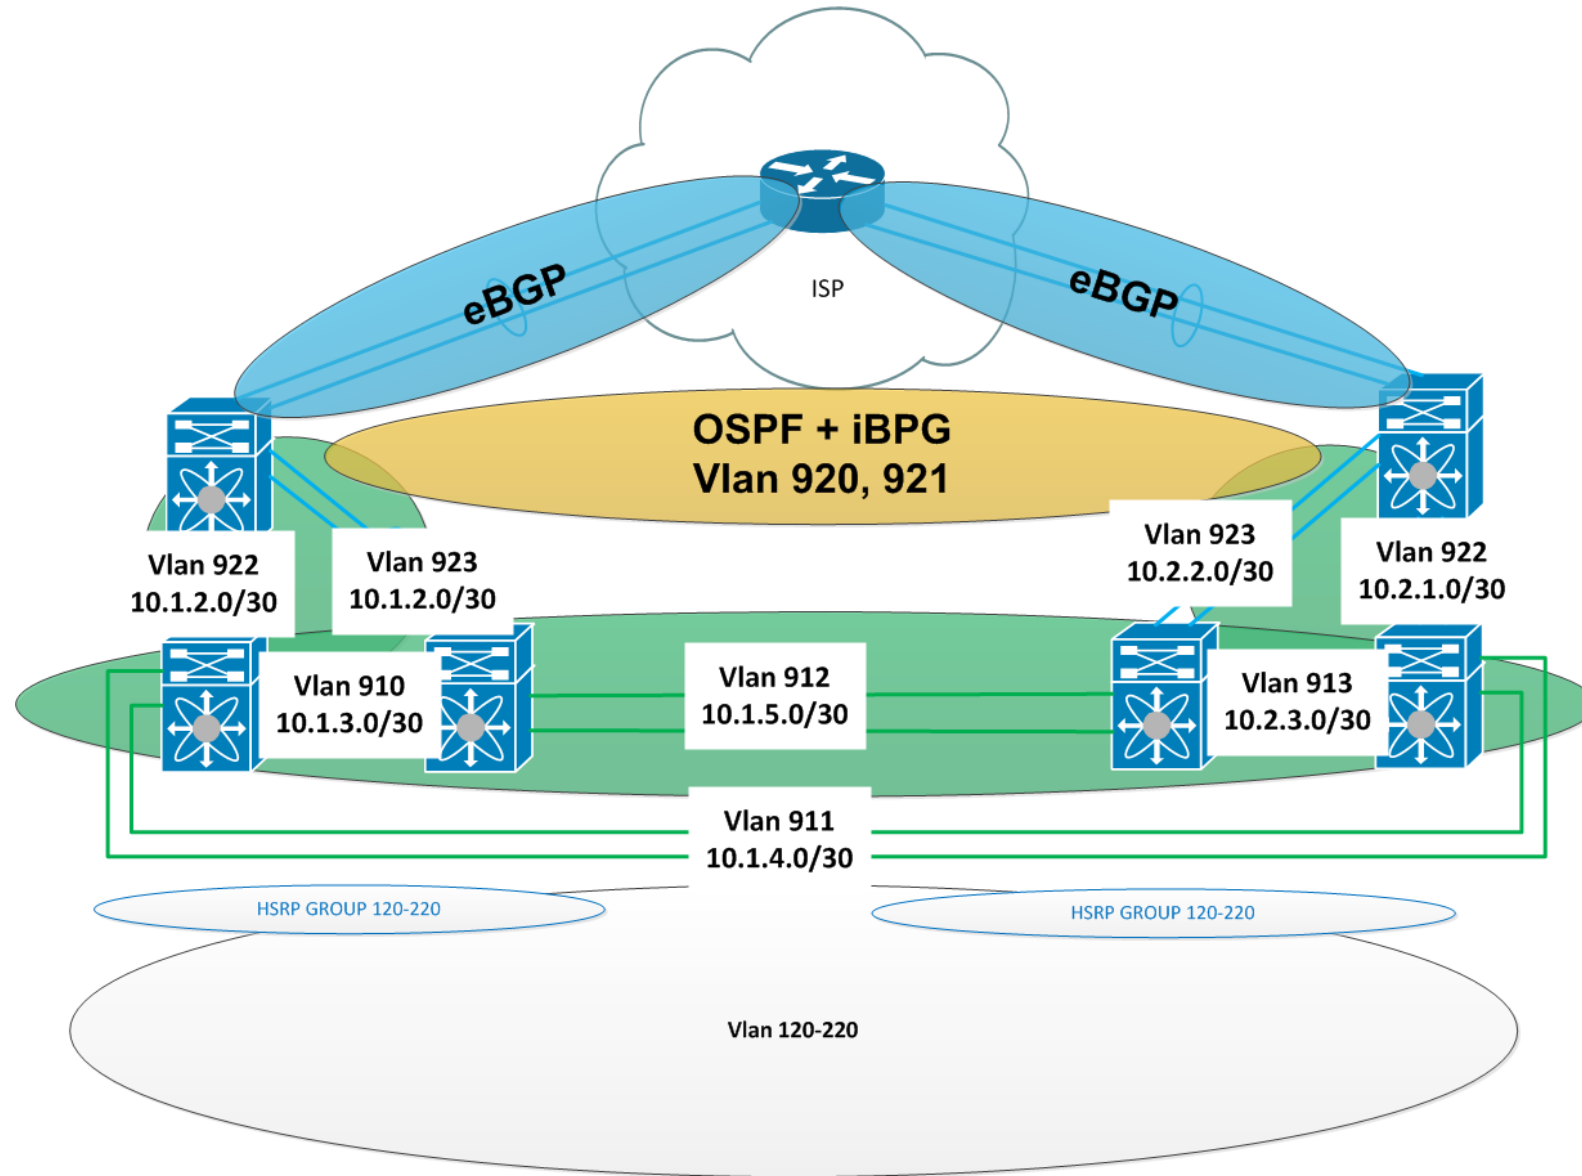 eBGP
eBGP
ISP
OSPF + iBPG
Vlan 920, 921
Vlan 922
10.1.2.0/30
Vlan 923
10.1.2.0/30
Vlan 923
10.2.2.0/30
Vlan 922
10.2.1.0/30
Vlan 910
10.1.3.0/30
Vlan 912
10.1.5.0/30
Vlan 913
10.2.3.0/30
Vlan 911
10.1.4.0/30
HSRP GROUP 120-220
HSRP GROUP 120-220
Vlan 120-220